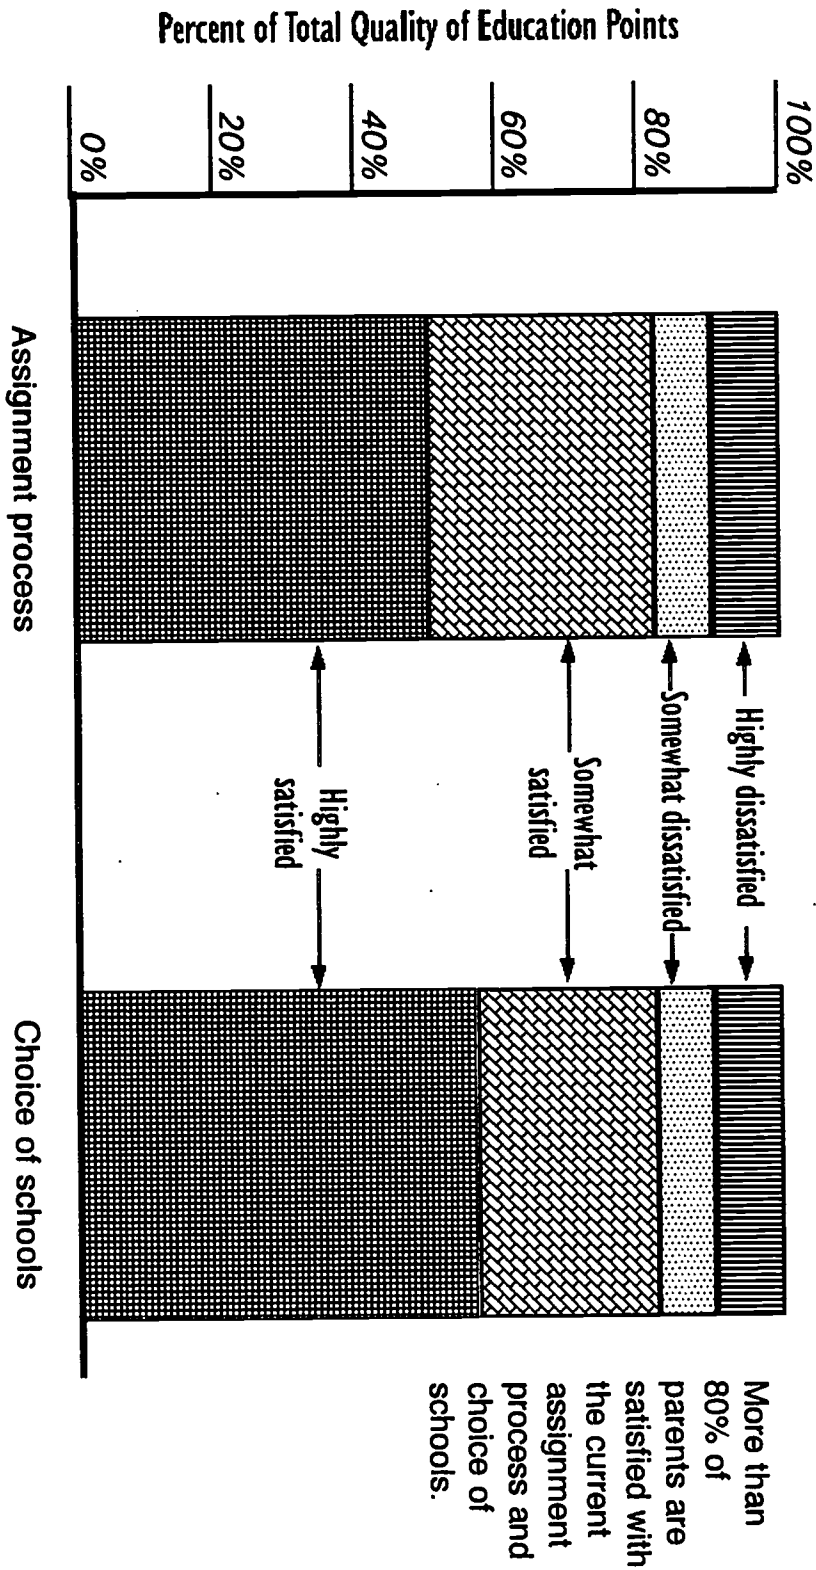 Percent of Total Quality of Education Points
100%
80%
60%
40%
20%
0%
Highly dissatisfied
Somewhat dissatisfied
Somewhat
satisfied
Highly
satisfied
Assignment process
Choice of schools
More than
80% of
parents are
satisfied with
the current
assignment
process and
choice of
schools.